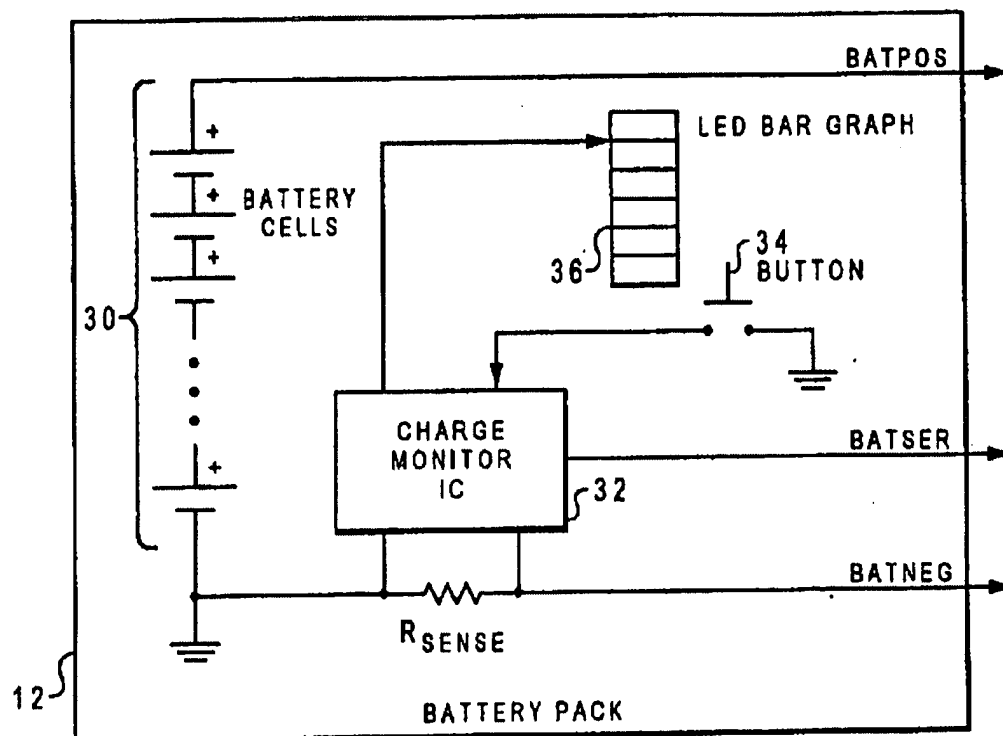 BATPOS
LED BAR GRAPH
+
+
BATTERY
CELLS
+
36
34
BUTTON
30
CHARGE
MONITOR
IC
BATSER
+
32
BATNEG
R SENSE
12
BATTERY PACK